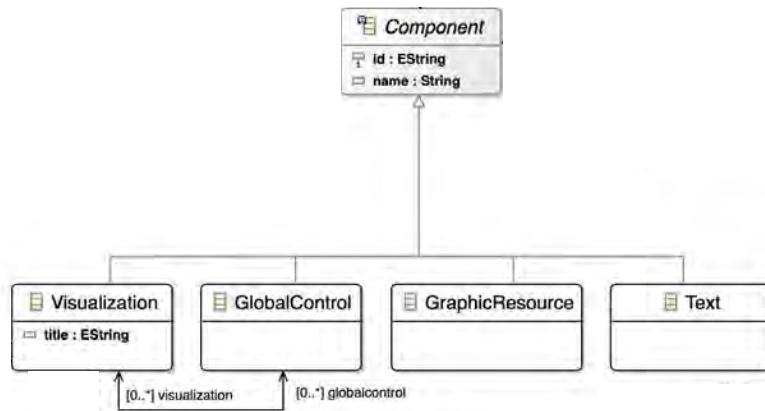 Component
id : EString
name : String
Visualization
title : EString
GlobalControl
GraphicResource
Text
[0..*] visualization
[0..*] globalcontrol